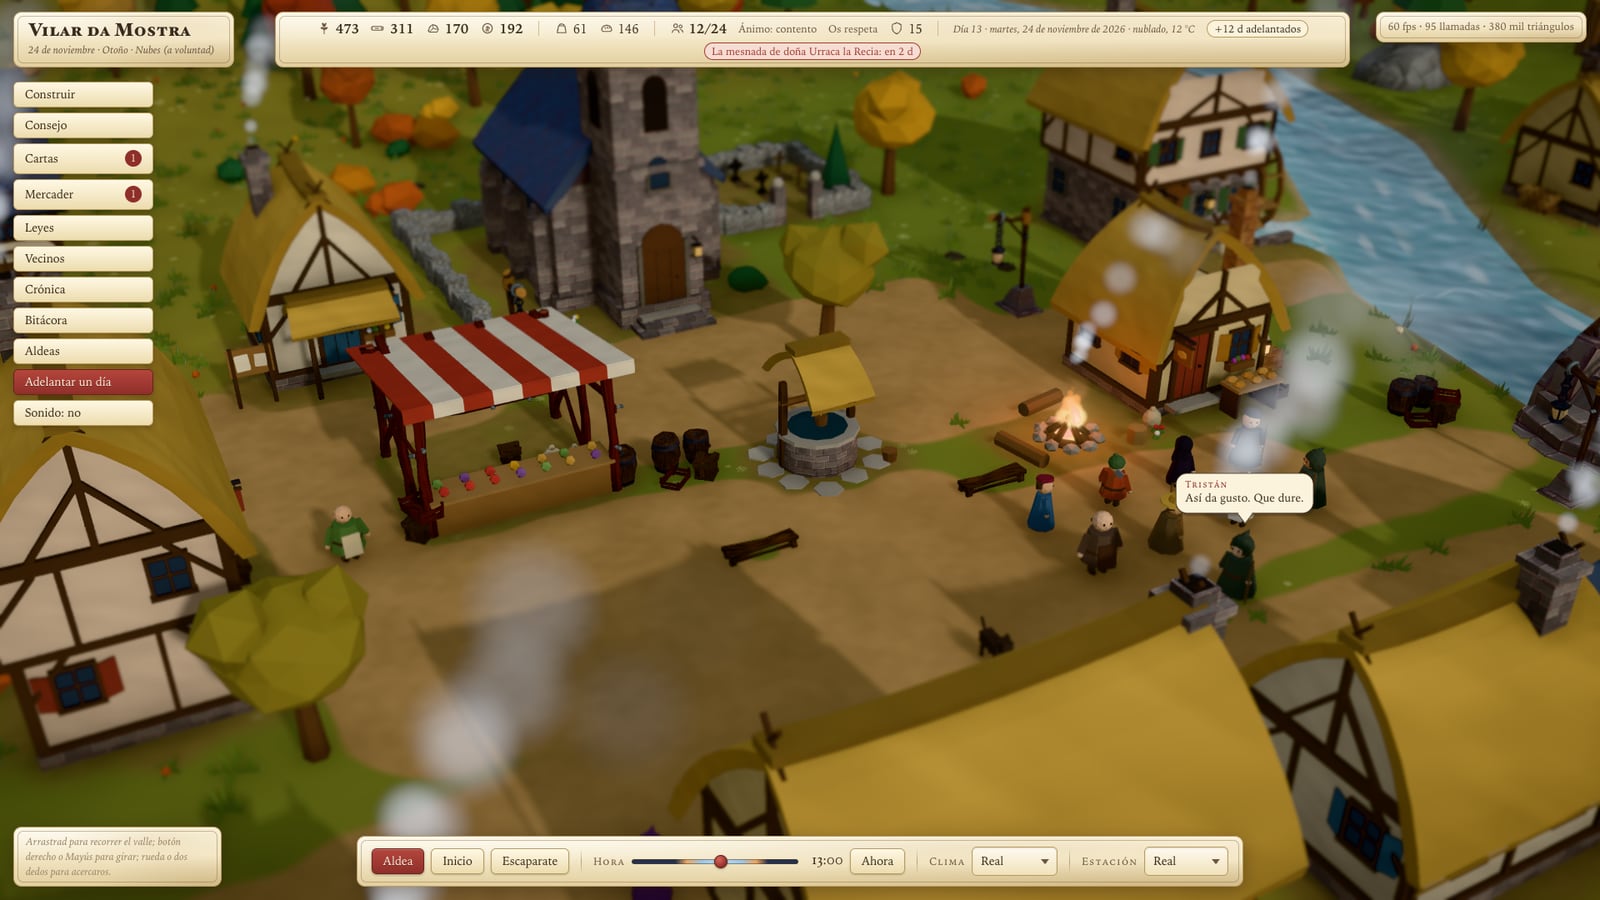 Vilar da Mostra
24 de noviembre · Otoño · Nubes (a voluntad)
473 311 170 192 61 146 12/24 Ánimo: contento Os respeta 15 Día 13 · martes, 24 de noviembre de 2026 · nublado, 12 °C +12 d adelantados
La mesnada de doña Urraca la Recia: en 2 d
60 fps · 95 llamadas · 380 mil triángulos
Construir
Consejo
Cartas 1
Mercader 1
Leyes
Vecinos
Crónica
Bitácora
Aldeas
Adelantar un día
Sonido: no
Tristán
Así da gusto. Que dure.
Arrastrad para recorrer el valle; botón
derecho o Mayús para girar; rueda o dos
dedos para acercaros.
Aldea Inicio Escaparate Hora 13:00 Ahora Clima Real Estación Real